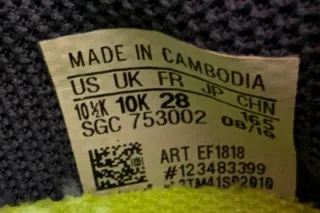 MADE IN CAMBODIA
US UK FR JP CHN
10½K 10K 28 165
SGC 753002 08/19
ART EF1818
#123483399